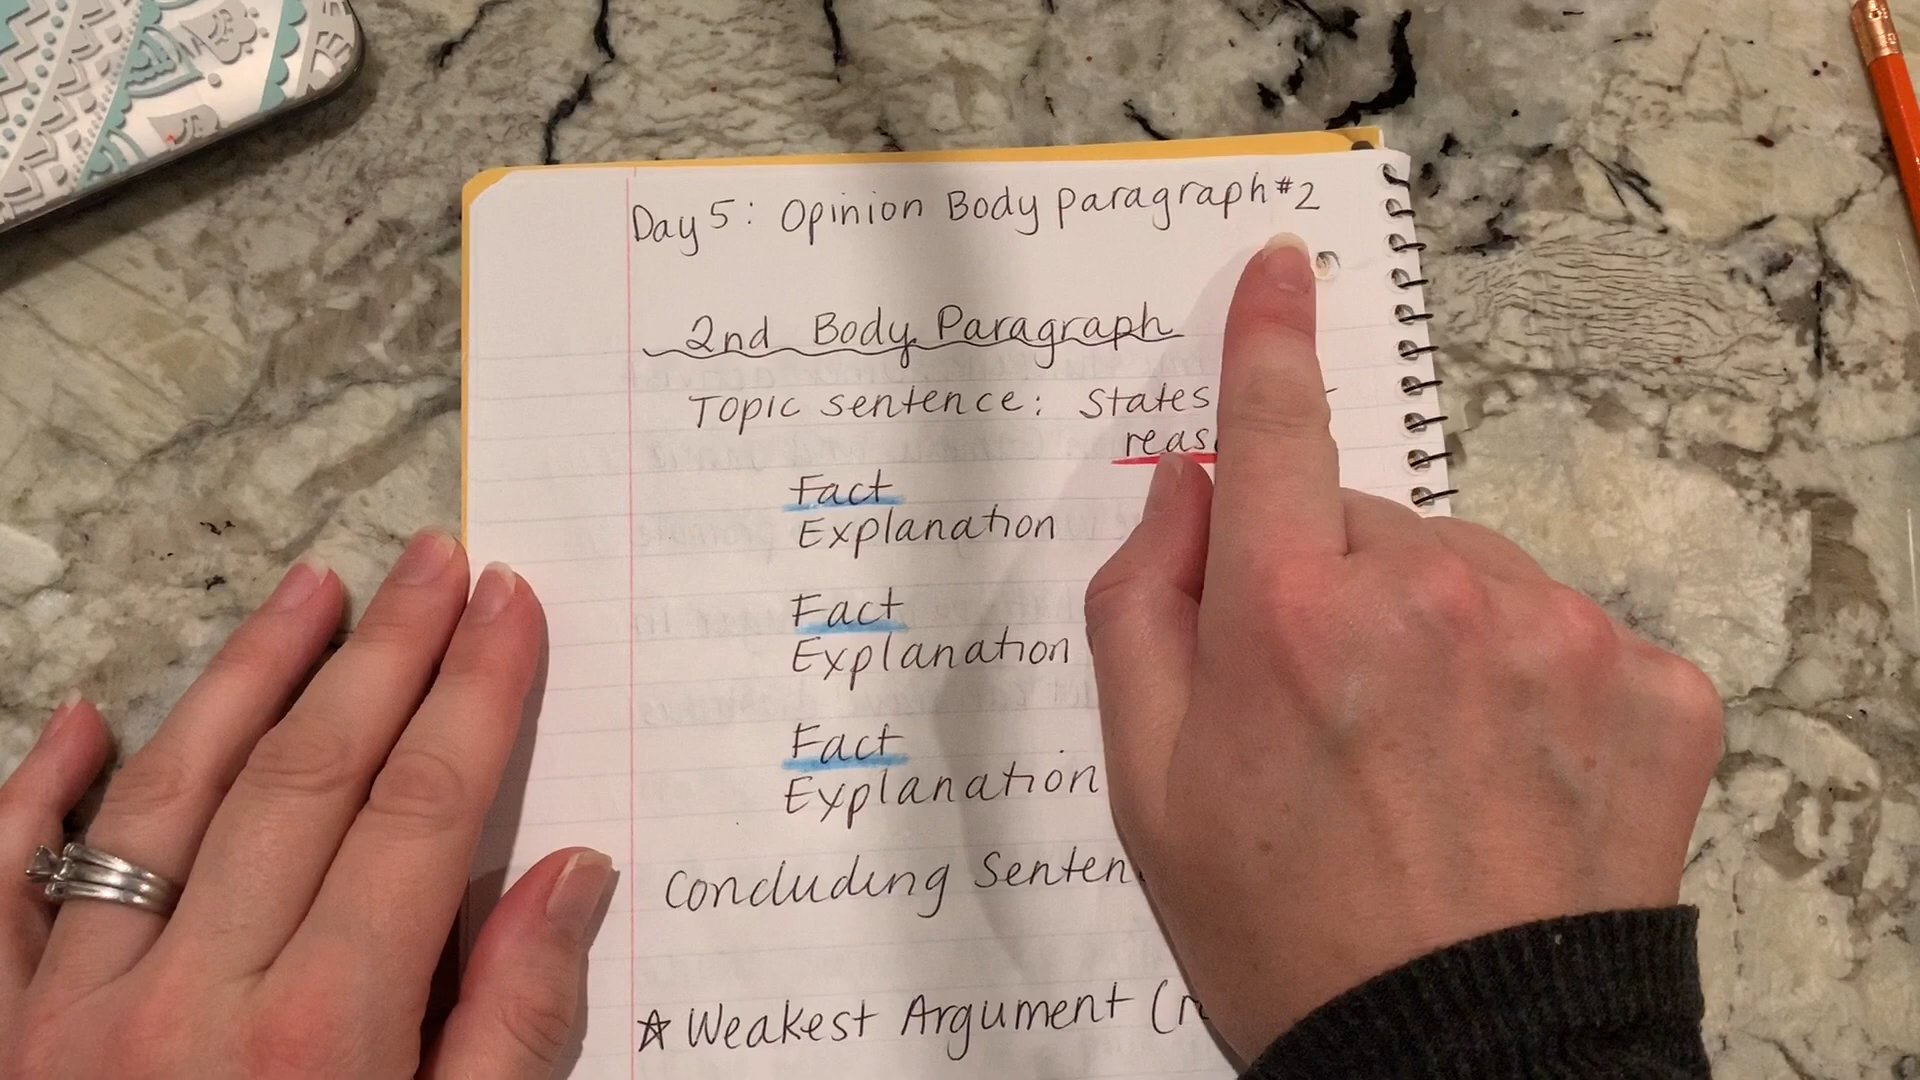 Day 5: Opinion Body paragraph #2
2nd Body Paragraph
Topic sentence: States
Fact
Explanation
Fact
Explanation
Fact
Explanation
Concluding
☆ Weakest Argument